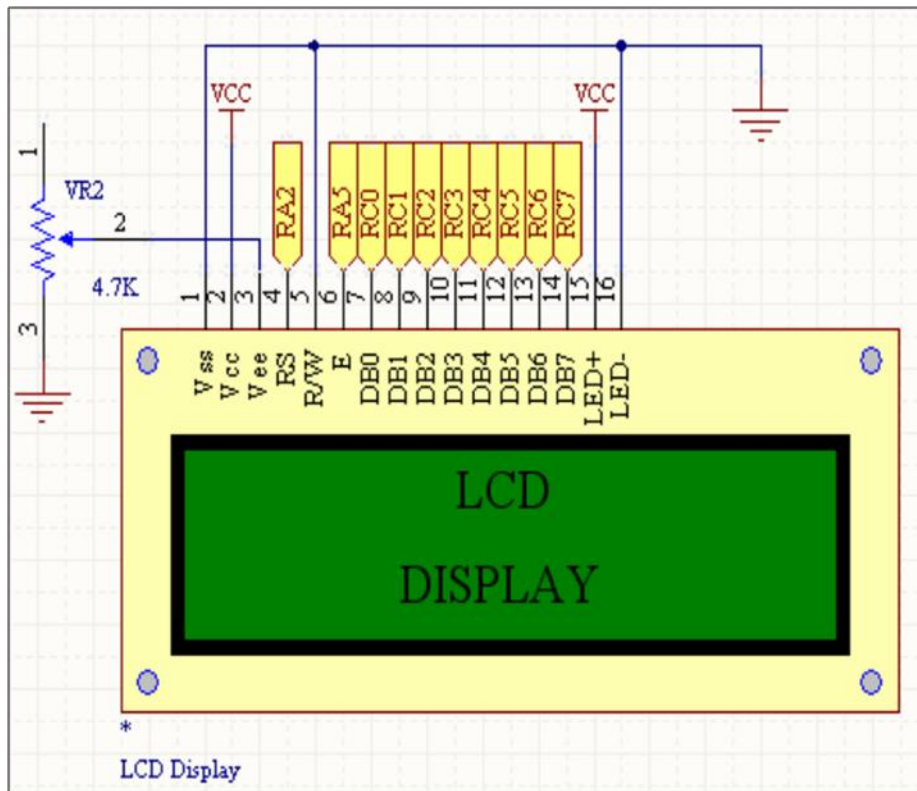 VCC VCC
1
VR2
2
4.7K
3
RA2 RA5 RC0 RC1 RC2 RC3 RC4 RC5 RC6 RC7
1 2 3 4 5 6 7 8 9 10 11 12 13 14 15 16
Vss Vcc Vee RS R/W E DB0 DB1 DB2 DB3 DB4 DB5 DB6 DB7 LED+ LED-
LCD
DISPLAY
*
LCD Display